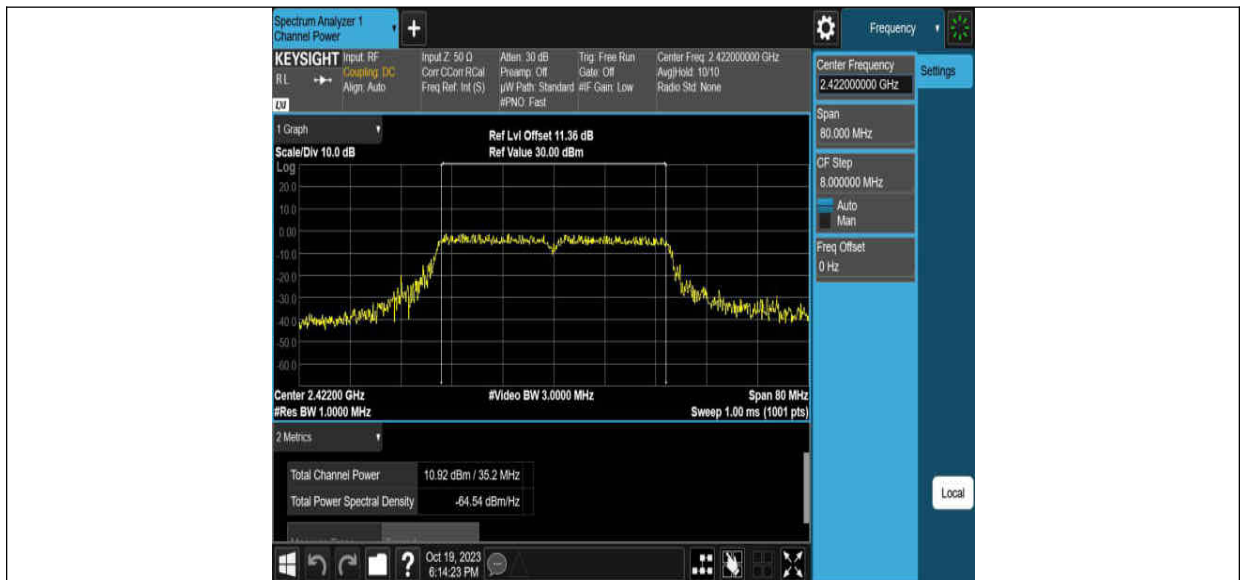 Spectrum Analyzer 1
Channel Power
Frequency
KEYSIGHT
RL
LXI
Input: RF
Coupling: DC
Align: Auto
Input Z: 50 Ω
Corr CCorr RCal
Freq Ref: Int (S)
Atten: 30 dB
Preamp: Off
µW Path: Standard
#PNO: Fast
Trig: Free Run
Gate: Off
#IF Gain: Low
Center Freq: 2.422000000 GHz
Avg|Hold: 10/10
Radio Std: None
Center Frequency
2.422000000 GHz
Settings
Span
80.000 MHz
CF Step
8.000000 MHz
Auto
Man
Freq Offset
0 Hz
Local
1 Graph
Scale/Div 10.0 dB
Ref Lvl Offset 11.36 dB
Ref Value 30.00 dBm
Log
20.0
10.0
0.00
-10.0
-20.0
-30.0
-40.0
-50.0
-60.0
Center 2.42200 GHz
#Video BW 3.0000 MHz
Span 80 MHz
#Res BW 1.0000 MHz
Sweep 1.00 ms (1001 pts)
2 Metrics
Total Channel Power 10.92 dBm / 35.2 MHz
Total Power Spectral Density -64.54 dBm/Hz
Oct 19, 2023
6:14:23 PM